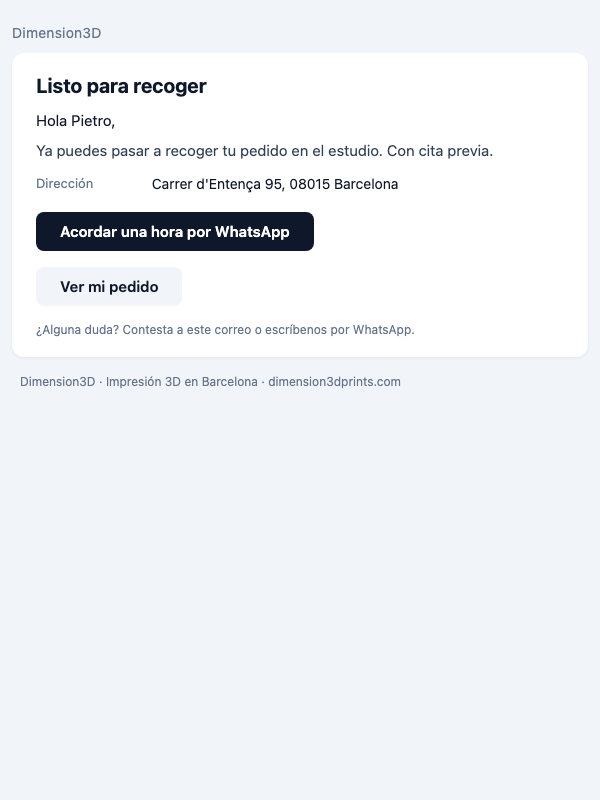 Dimension3D
Listo para recoger
Hola Pietro,
Ya puedes pasar a recoger tu pedido en el estudio. Con cita previa.
Dirección Carrer d'Entença 95, 08015 Barcelona
Acordar una hora por WhatsApp
Ver mi pedido
¿Alguna duda? Contesta a este correo o escríbenos por WhatsApp.
Dimension3D · Impresión 3D en Barcelona · dimension3dprints.com